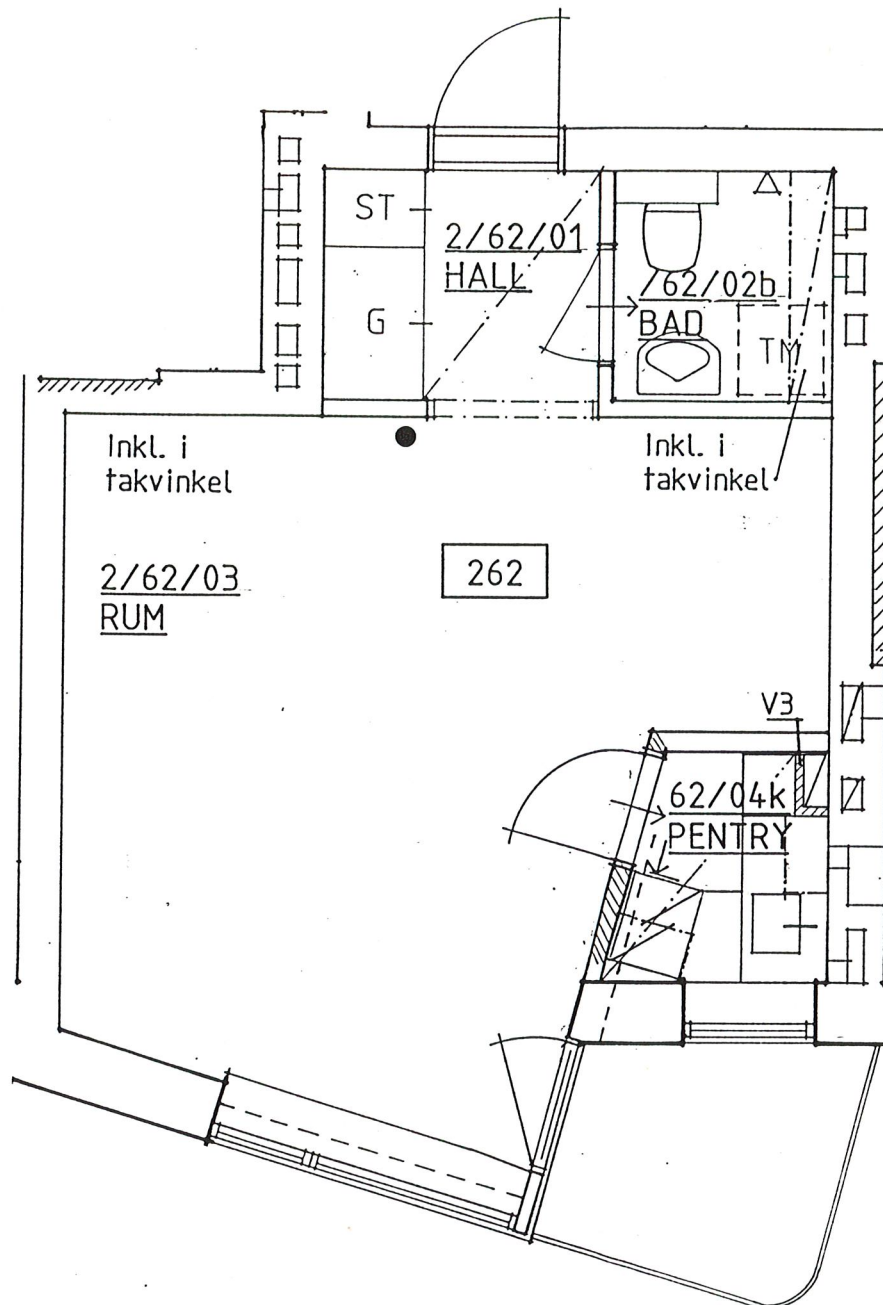 ST
2/62/01
HALL
/62/02b
BAD
G
TM
Inkl. i
takvinkel
Inkl. i
takvinkel
2/62/03
RUM
262
V3
62/04k
PENTRY